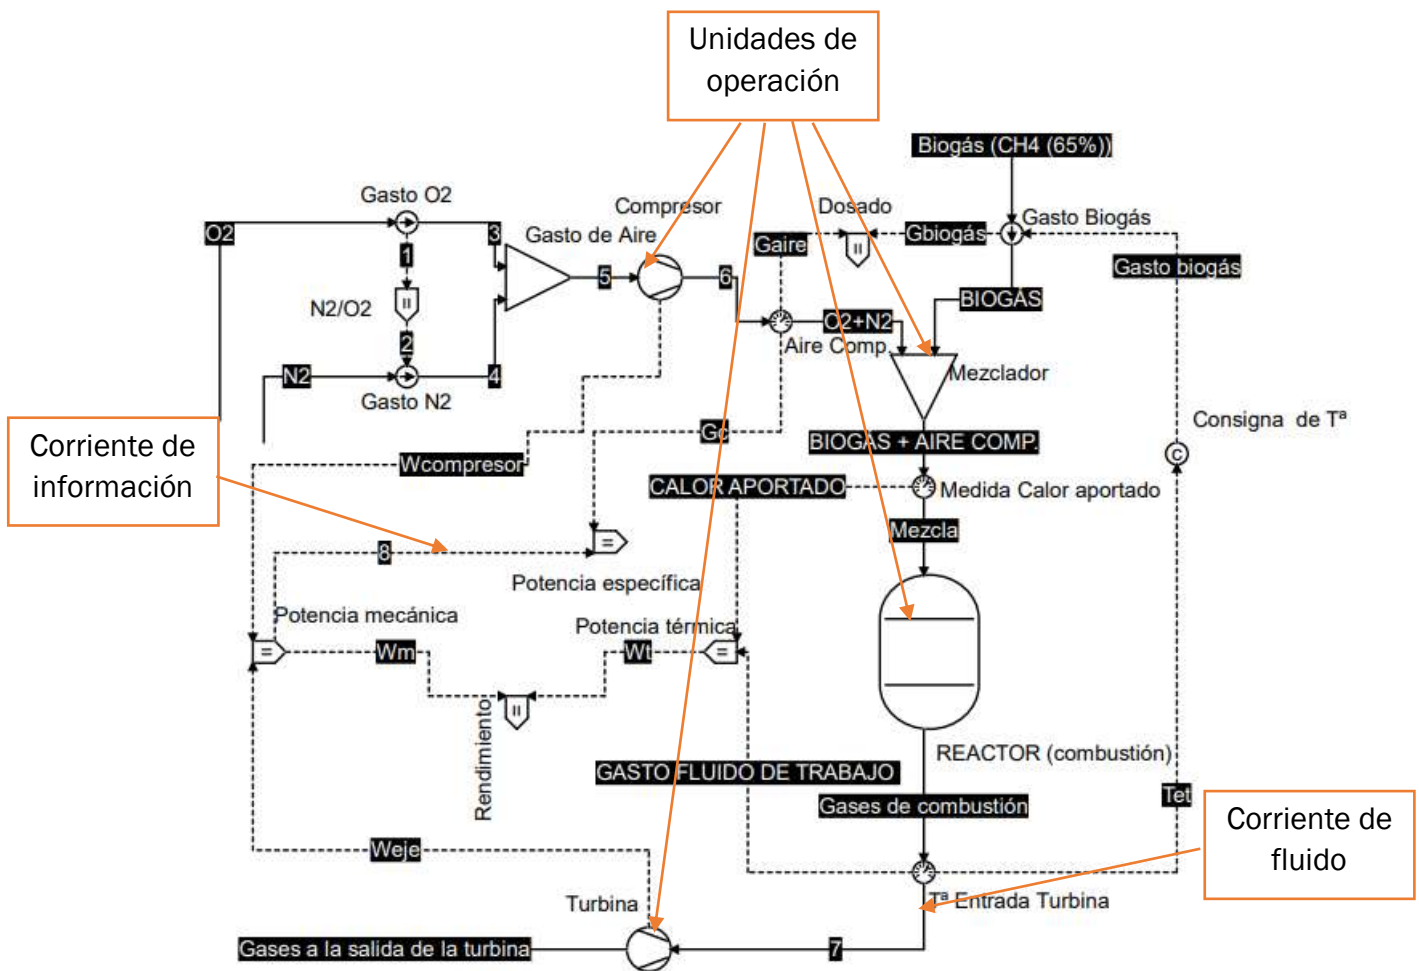 Unidades de
operación
Biogás (CH4 (65%))
Gasto O2
Compresor
Dosado
Gasto Biogás
O2
3
Gasto de Aire
Gaire
Gbiogás
1
=
Gasto biogás
5
6
N2/O2
=
BIOGÁS
2
O2+N2
Aire Comp.
N2
4
Mezclador
Gasto N2
Corriente de
información
Consigna de Tª
Gc
BIOGAS + AIRE COMP.
Wcompresor
C
CALOR APORTADO
Medida Calor aportado
Mezcla
=
8
Potencia específica
Potencia mecánica
Potencia térmica
=
Wm
Wt
=
=
Rendimiento
REACTOR (combustión)
GASTO FLUIDO DE TRABAJO
Gases de combustión
Tet
Corriente de
fluido
Weje
Turbina
Tª Entrada Turbina
Gases a la salida de la turbina
7